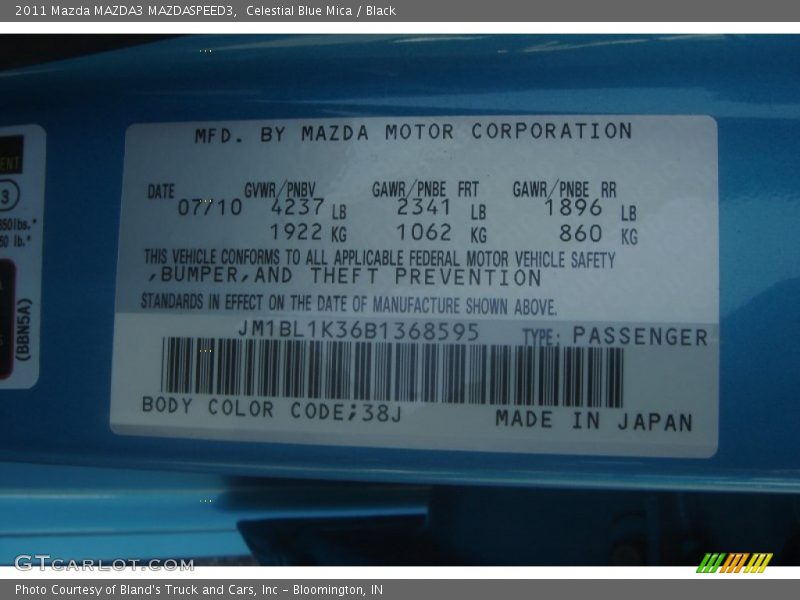 2011 Mazda MAZDA3 MAZDASPEED3,  Celestial Blue Mica / Black
MFD. BY MAZDA MOTOR CORPORATION
DATE GVWR/PNBV GAWR/PNBE FRT GAWR/PNBE RR
07/10 4237 LB 2341 LB 1896 LB
1922 KG 1062 KG 860 KG
THIS VEHICLE CONFORMS TO ALL APPLICABLE FEDERAL MOTOR VEHICLE SAFETY
,BUMPER,AND THEFT PREVENTION
STANDARDS IN EFFECT ON THE DATE OF MANUFACTURE SHOWN ABOVE.
JM1BL1K36B1368595 TYPE: PASSENGER
BODY COLOR CODE;38J MADE IN JAPAN
(BBN5A)
GTcarlot.com
Photo Courtesy of Bland's Truck and Cars, Inc - Bloomington, IN